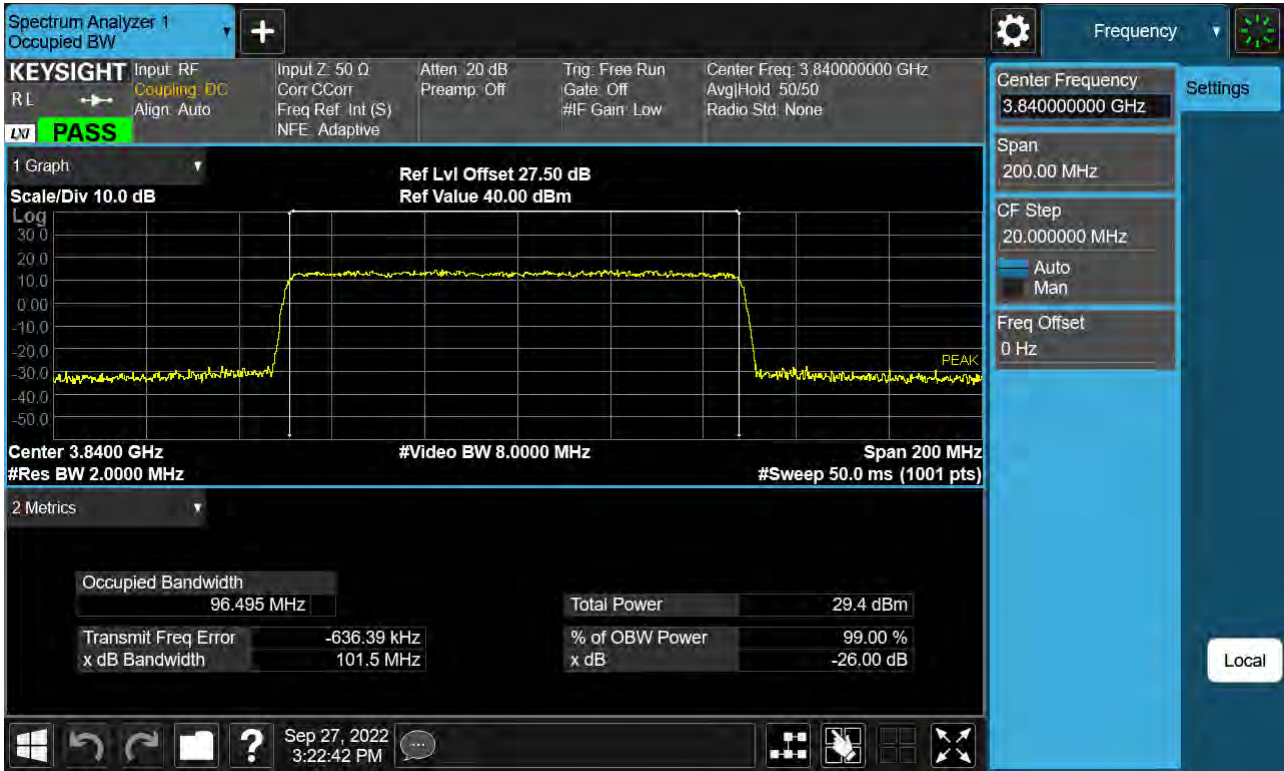 Spectrum Analyzer 1
Occupied BW
+
Frequency
KEYSIGHT
RL
LXI
PASS
Input: RF
Coupling: DC
Align: Auto
Input Z: 50 Ω
Corr CCorr
Freq Ref: Int (S)
NFE: Adaptive
Atten: 20 dB
Preamp: Off
Trig: Free Run
Gate: Off
#IF Gain: Low
Center Freq: 3.840000000 GHz
Avg|Hold: 50/50
Radio Std: None
Center Frequency
3.840000000 GHz
Settings
Span
200.00 MHz
CF Step
20.000000 MHz
Auto
Man
Freq Offset
0 Hz
Local
1 Graph
Scale/Div 10.0 dB
Ref Lvl Offset 27.50 dB
Ref Value 40.00 dBm
Log
30.0
20.0
10.0
0.00
-10.0
-20.0
-30.0
-40.0
-50.0
PEAK
Center 3.8400 GHz
#Video BW 8.0000 MHz
Span 200 MHz
#Res BW 2.0000 MHz
#Sweep 50.0 ms (1001 pts)
2 Metrics
Occupied Bandwidth
96.495 MHz
Total Power 29.4 dBm
Transmit Freq Error -636.39 kHz
% of OBW Power 99.00 %
x dB Bandwidth 101.5 MHz
x dB -26.00 dB
?
Sep 27, 2022
3:22:42 PM